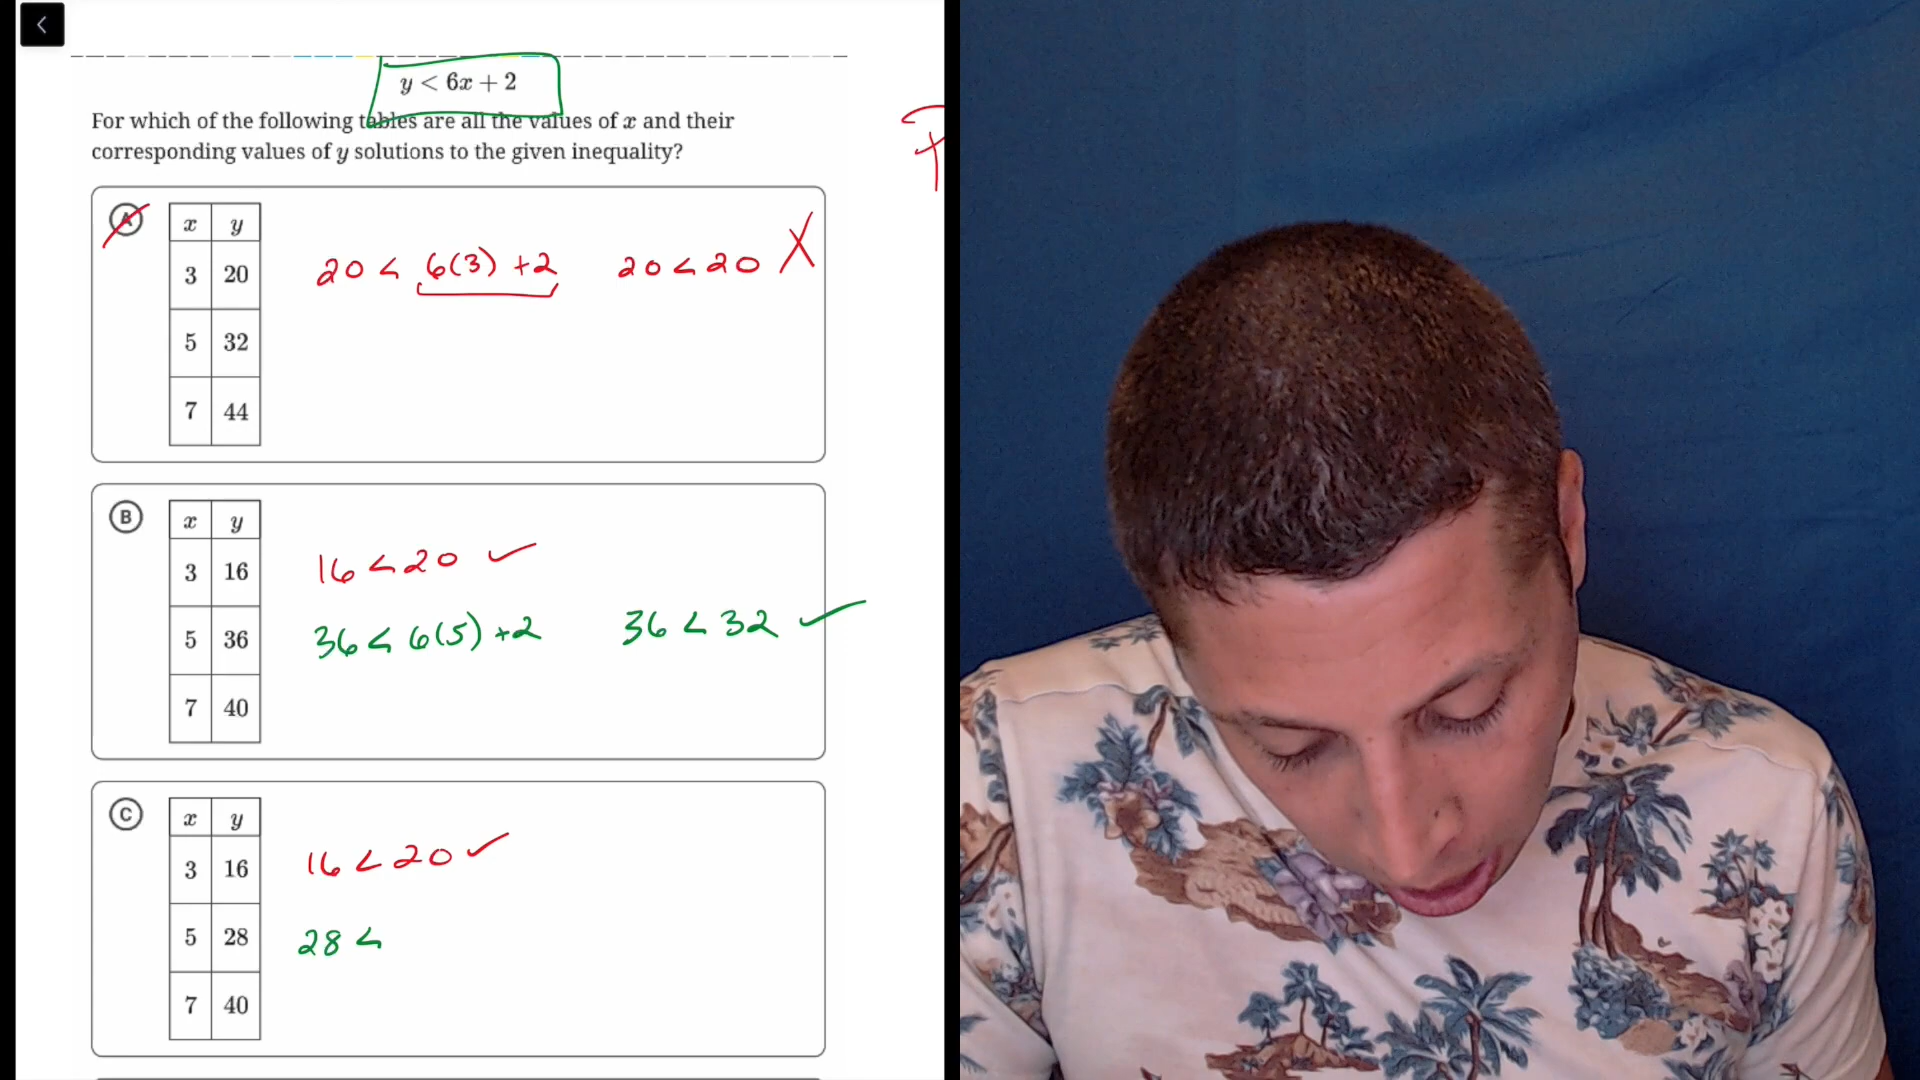 y < 6x + 2
For which of the following tables are all the values of x and their
corresponding values of y solutions to the given inequality?
A
x y
3 20
20 < 6(3) +2 20 < 20 X
5 32
7 44
B
x y
3 16
16 < 20 ✓
5 36
36 < 6(5) +2 36 < 32 ✓
7 40
C
x y
3 16
16 < 20 ✓
5 28
28 <
7 40